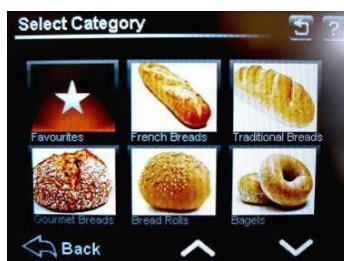 Select Category
?
Favourites
French Breads
Traditional Breads
Gourmet Breads
Bread Rolls
Bagels
Back